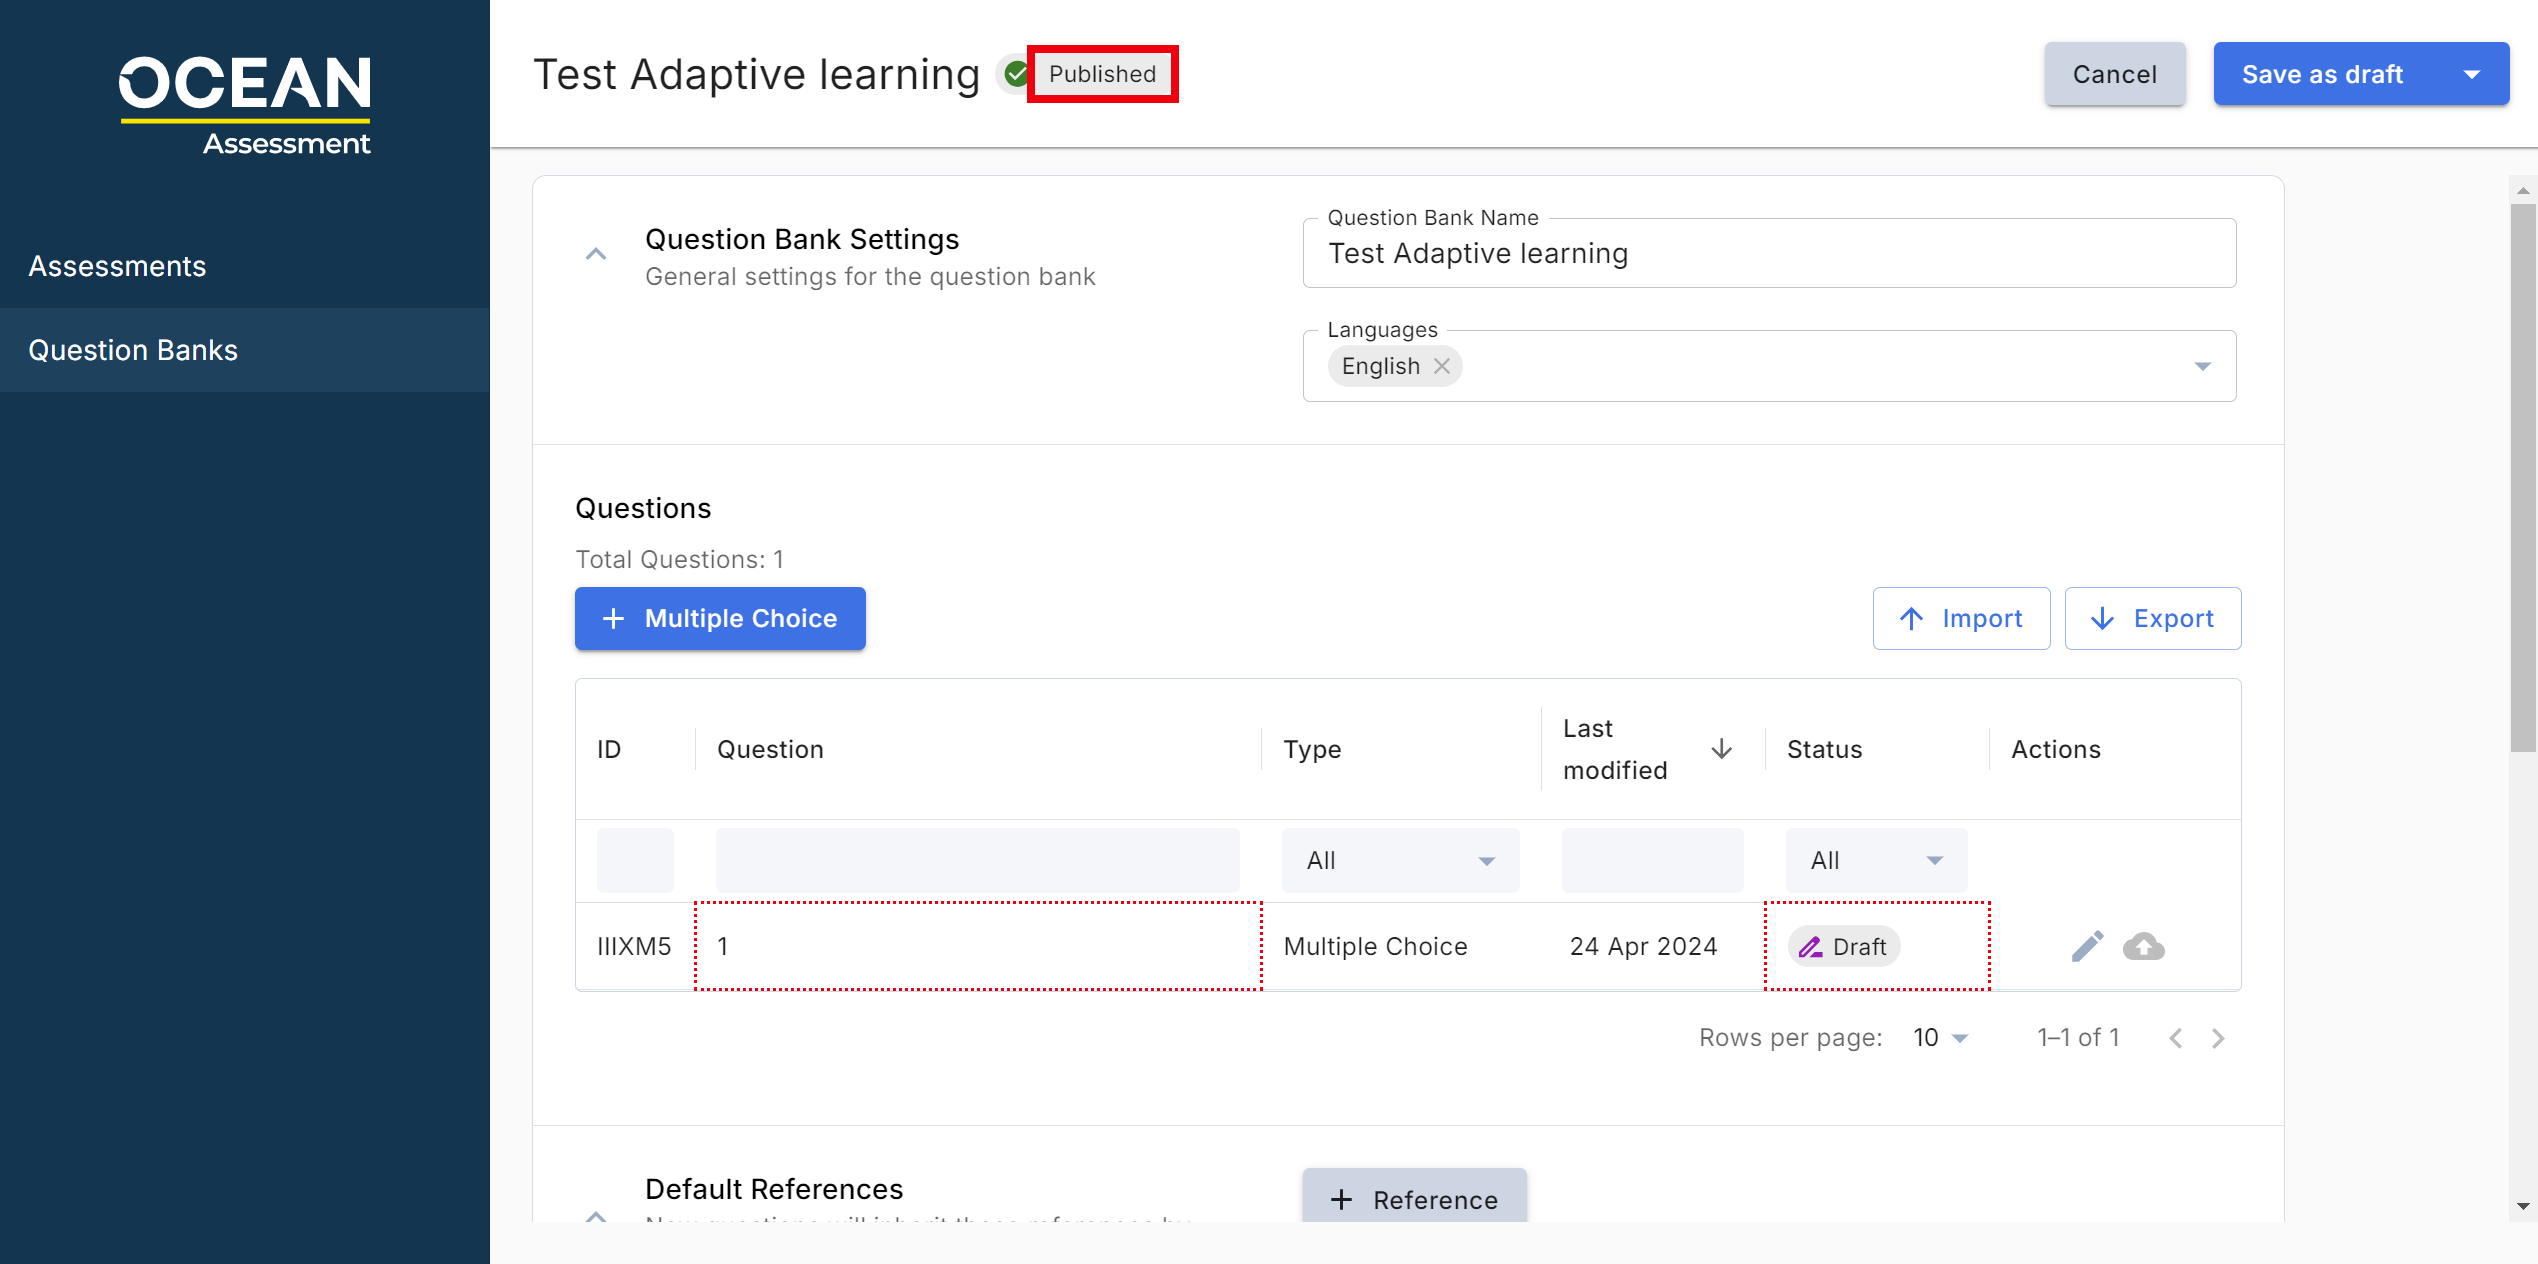 OCEAN
Assessment
Assessments
Question Banks
Test Adaptive learning
Published
Cancel
Save as draft
Question Bank Settings
General settings for the question bank
Question Bank Name
Test Adaptive learning
Languages
English
Questions
Total Questions: 1
Multiple Choice
Import
Export
ID
Question
Type
Last modified
Status
Actions
All
All
IIIXM5
1
Multiple Choice
24 Apr 2024
Draft
Rows per page:
10
1–1 of 1
Default References
Reference